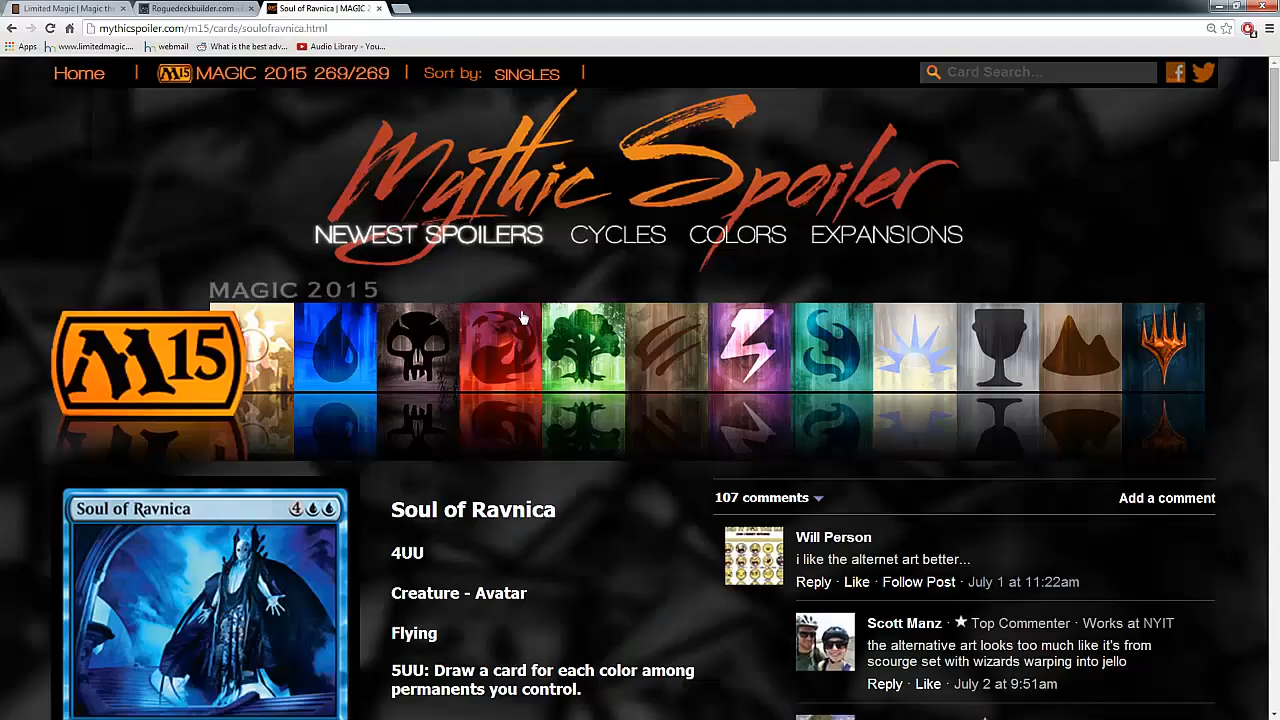 Limited Magic | Magic the
Roguedeckbuilder.com
Soul of Ravnica | MAGIC 2
mythicspoiler.com/m15/cards/soulofravnica.html
Apps
www.limitedmagic....
webmail
What is the best adv...
Audio Library - You...
Home
M15 MAGIC 2015 269/269
Sort by: SINGLES
Card Search...
Mythic Spoiler
NEWEST SPOILERS
CYCLES
COLORS
EXPANSIONS
MAGIC 2015
M15
Soul of Ravnica 4
Soul of Ravnica
4UU
Creature - Avatar
Flying
5UU: Draw a card for each color among
permanents you control.
107 comments
Add a comment
Will Person
i like the alternet art better...
Reply · Like · Follow Post · July 1 at 11:22am
Scott Manz · Top Commenter · Works at NYIT
the alternative art looks too much like it's from
scourge set with wizards warping into jello
Reply · Like · July 2 at 9:51am